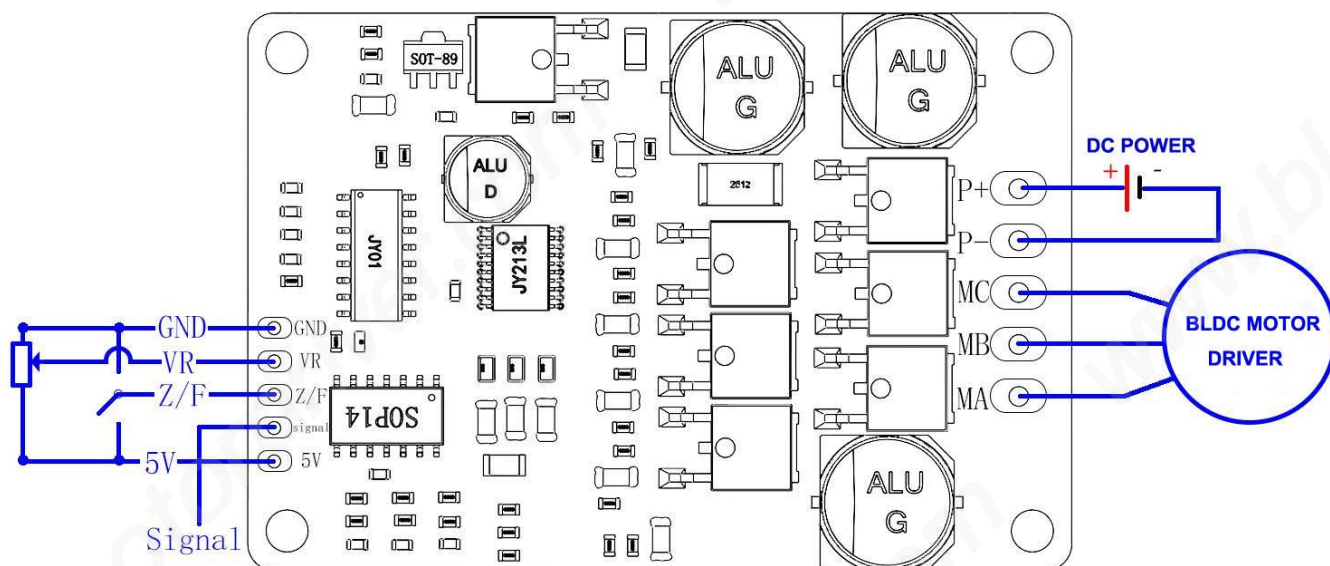 SOT-89
ALU
G
ALU
G
ALU
D
2512
JY01
JY213L
SOP14
ALU
G
GND
VR
Z/F
5V
Signal
GND
VR
Z/F
signal
5V
DC POWER
+ -
P+
P-
MC
MB
MA
BLDC MOTOR
DRIVER